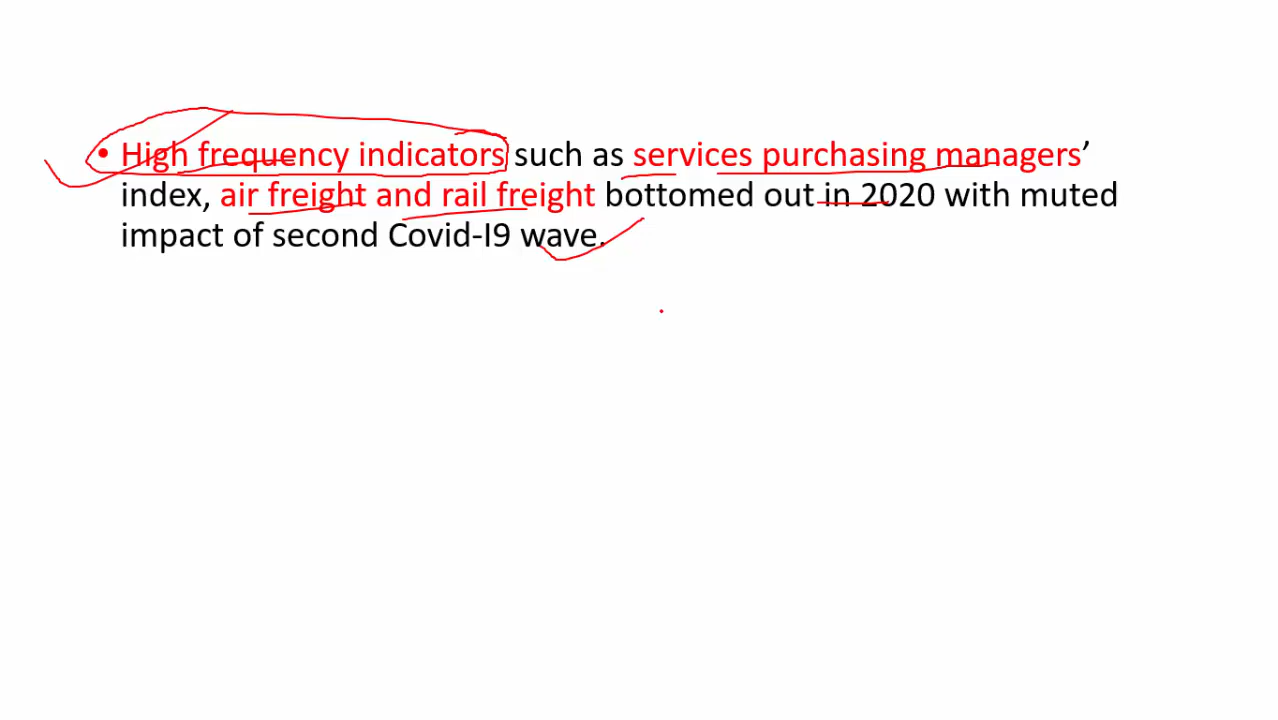 • High frequency indicators such as services purchasing managers’
index, air freight and rail freight bottomed out in 2020 with muted
impact of second Covid-I9 wave.